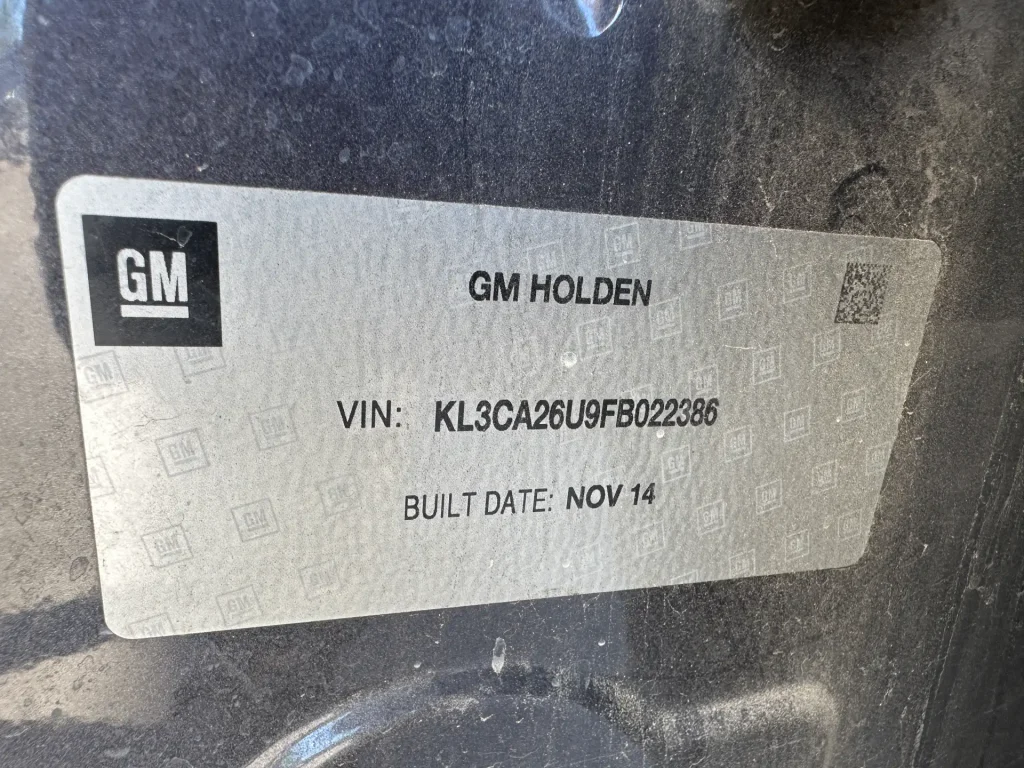 GM
GM HOLDEN
VIN: KL3CA26U9FB022386
BUILT DATE: NOV 14